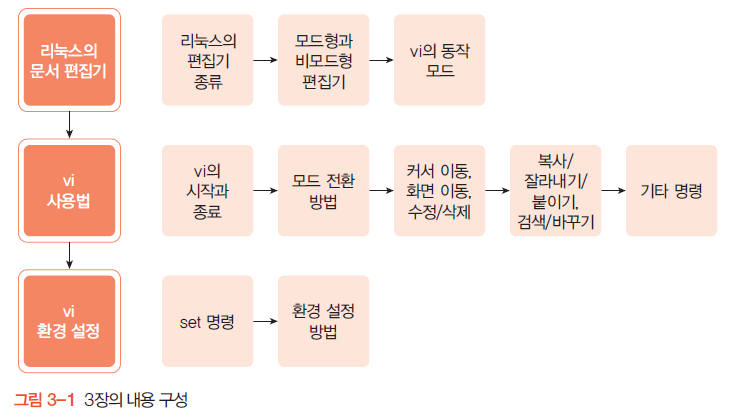 리눅스의
문서 편집기
리눅스의
편집기
종류
모드형과
비모드형
편집기
vi의 동작
모드
vi
사용법
vi의
시작과
종료
모드 전환
방법
커서 이동,
화면 이동,
수정/삭제
복사/
잘라내기/
붙이기,
검색/바꾸기
기타 명령
vi
환경 설정
set 명령
환경 설정
방법
그림 3-1 3장의 내용 구성